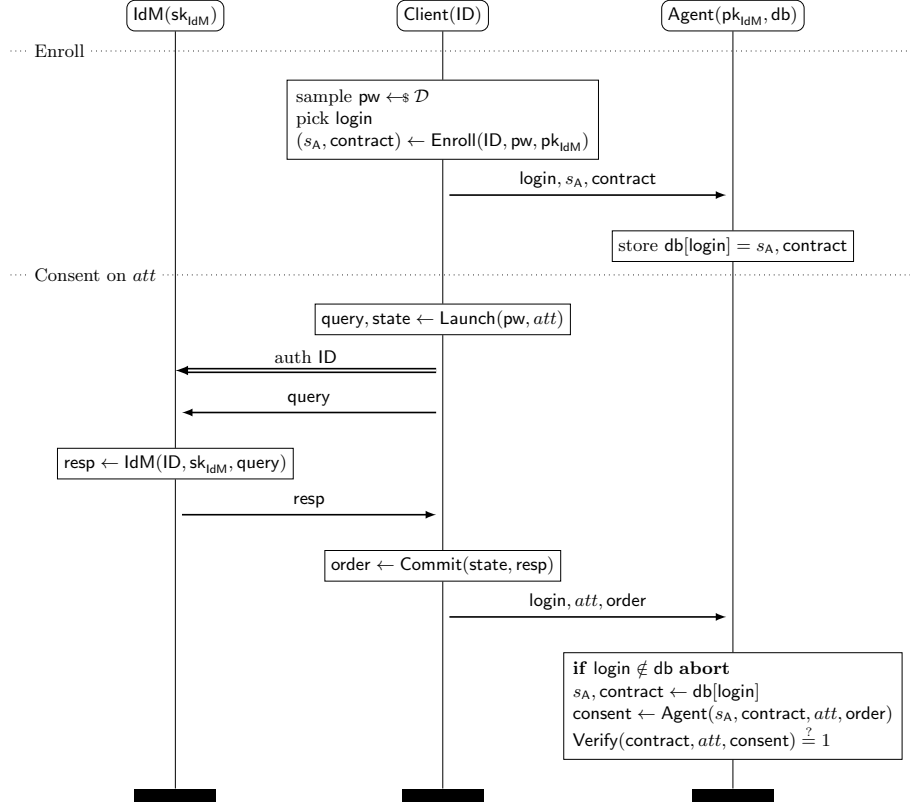 IdM(sk_IdM) Client(ID) Agent(pk_IdM, db)
Enroll
sample pw ←$ 𝒟
pick login
(s_A, contract) ← Enroll(ID, pw, pk_IdM)
login, s_A, contract
store db[login] = s_A, contract
Consent on att
query, state ← Launch(pw, att)
auth ID
query
resp ← IdM(ID, sk_IdM, query)
resp
order ← Commit(state, resp)
login, att, order
if login ∉ db abort
s_A, contract ← db[login]
consent ← Agent(s_A, contract, att, order)
Verify(contract, att, consent) ≟ 1